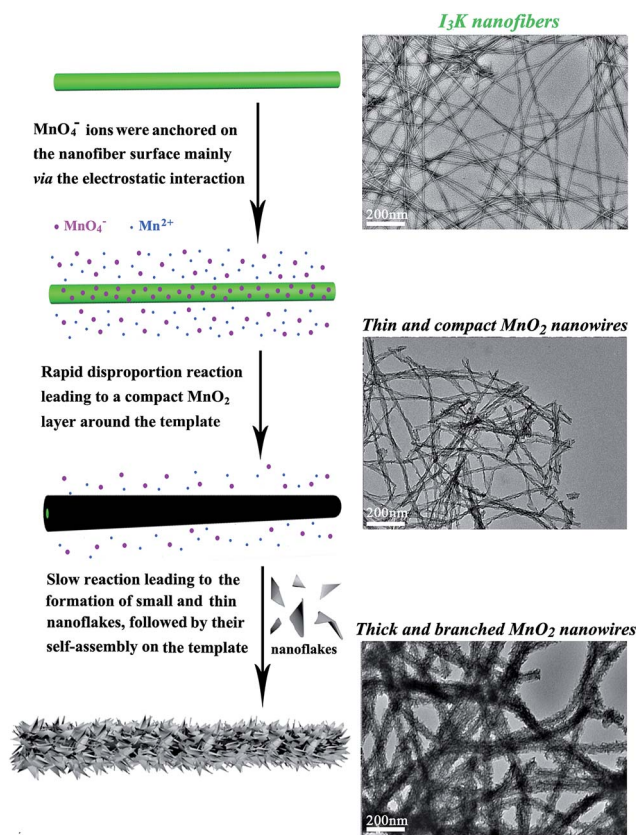 I₃K nanofibers
MnO₄⁻ ions were anchored on
the nanofiber surface mainly
via the electrostatic interaction
200nm
MnO₄⁻ Mn²⁺
Thin and compact MnO₂ nanowires
Rapid disproportion reaction
leading to a compact MnO₂
layer around the template
200nm
Slow reaction leading to the
formation of small and thin
nanoflakes, followed by their
self-assembly on the template
nanoflakes
Thick and branched MnO₂ nanowires
200nm